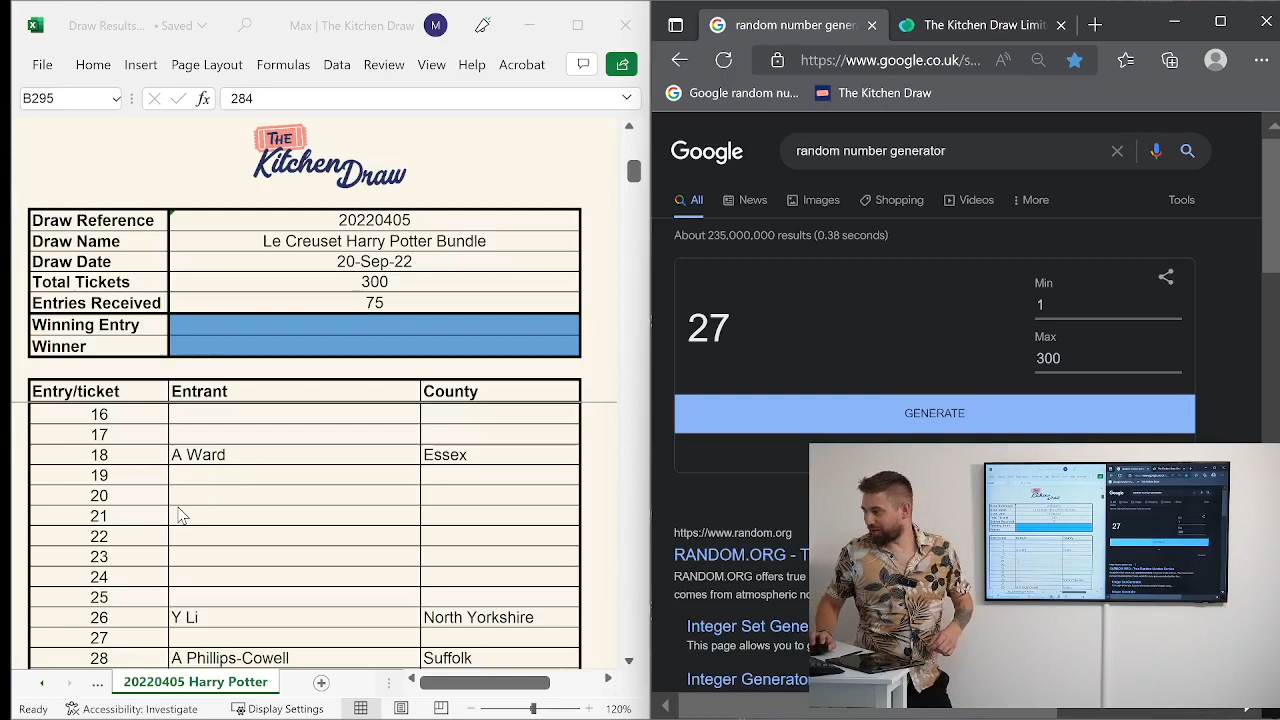 Draw Results... • Saved
Max | The Kitchen Draw
M
File Home Insert Page Layout Formulas Data Review View Help Acrobat
B295
fx
284
THE
Kitchen Draw
Draw Reference 20220405
Draw Name Le Creuset Harry Potter Bundle
Draw Date 20-Sep-22
Total Tickets 300
Entries Received 75
Winning Entry
Winner
Entry/ticket Entrant County
16
17
18 A Ward Essex
19
20
21
22
23
24
25
26 Y Li North Yorkshire
27
28 A Phillips-Cowell Suffolk
... 20220405 Harry Potter
Ready Accessibility: Investigate Display Settings 120%
random number genera
The Kitchen Draw Limit
https://www.google.co.uk/s...
Google random nu...
The Kitchen Draw
Google
random number generator
All News Images Shopping Videos More Tools
About 235,000,000 results (0.38 seconds)
27
Min
1
Max
300
GENERATE
https://www.random.org
RANDOM.ORG - T
RANDOM.ORG offers true
comes from atmospheric no
Integer Set Gene
This page allows you to g
Integer Generato